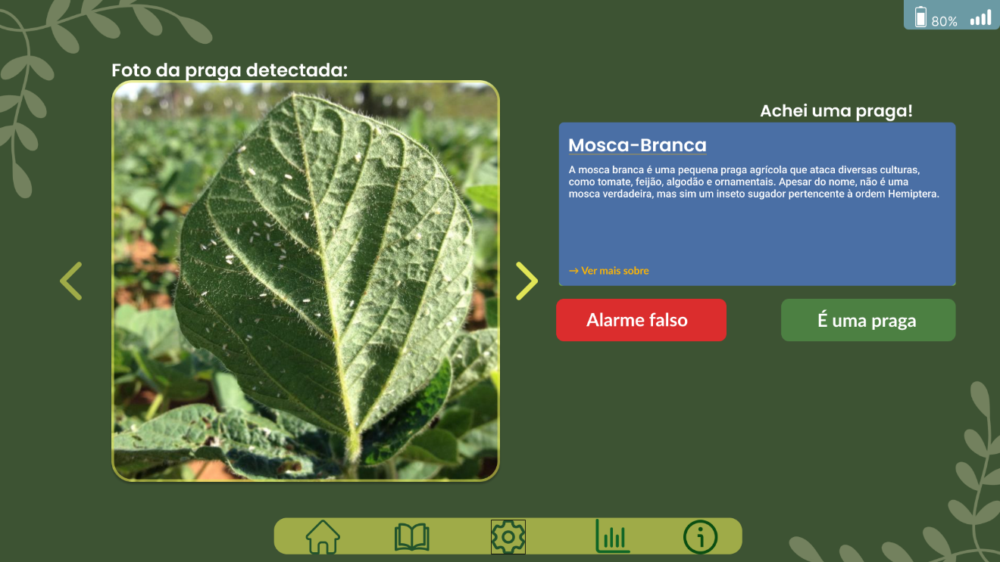 80%
Foto da praga detectada:
Achei uma praga!
Mosca-Branca
A mosca branca é uma pequena praga agrícola que ataca diversas culturas,
como tomate, feijão, algodão e ornamentais. Apesar do nome, não é uma
mosca verdadeira, mas sim um inseto sugador pertencente à ordem Hemiptera.
→ Ver mais sobre
Alarme falso
É uma praga